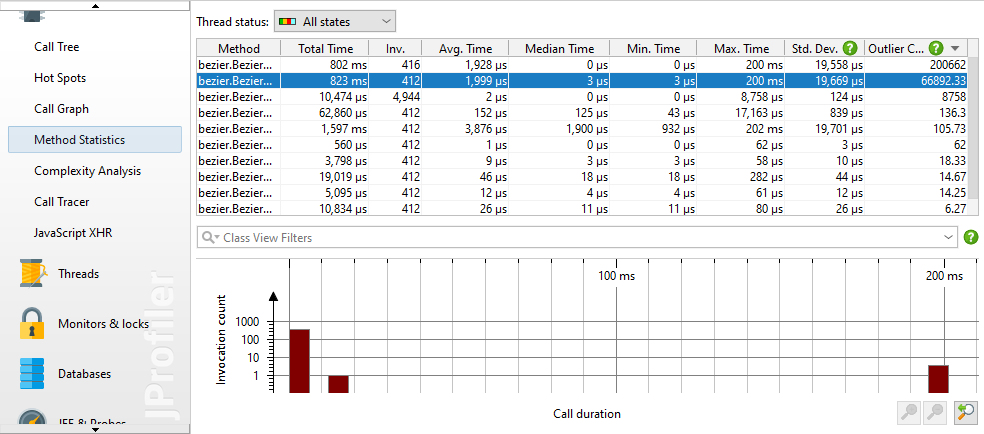 Thread status: All states
Call Tree
Hot Spots
Call Graph
Method Statistics
Complexity Analysis
Call Tracer
JavaScript XHR
Threads
Monitors & locks
Databases
JEE & Probes
JProfiler
Method Total Time Inv. Avg. Time Median Time Min. Time Max. Time Std. Dev. ? Outlier C... ?
bezier.Bezier... 802 ms 416 1,928 µs 0 µs 0 µs 200 ms 19,558 µs 200662
bezier.Bezier... 823 ms 412 1,999 µs 3 µs 3 µs 200 ms 19,669 µs 66892.33
bezier.Bezier... 10,474 µs 4,944 2 µs 0 µs 0 µs 8,758 µs 124 µs 8758
bezier.Bezier... 62,860 µs 412 152 µs 125 µs 43 µs 17,163 µs 839 µs 136.3
bezier.Bezier... 1,597 ms 412 3,876 µs 1,900 µs 932 µs 202 ms 19,701 µs 105.73
bezier.Bezier... 560 µs 412 1 µs 0 µs 0 µs 62 µs 3 µs 62
bezier.Bezier... 3,798 µs 412 9 µs 3 µs 3 µs 58 µs 10 µs 18.33
bezier.Bezier... 19,019 µs 412 46 µs 18 µs 18 µs 282 µs 44 µs 14.67
bezier.Bezier... 5,095 µs 412 12 µs 4 µs 4 µs 61 µs 12 µs 14.25
bezier.Bezier... 10,834 µs 412 26 µs 11 µs 11 µs 80 µs 26 µs 6.27
Class View Filters ?
100 ms 200 ms
Invocation count
1000
100
10
1
Call duration